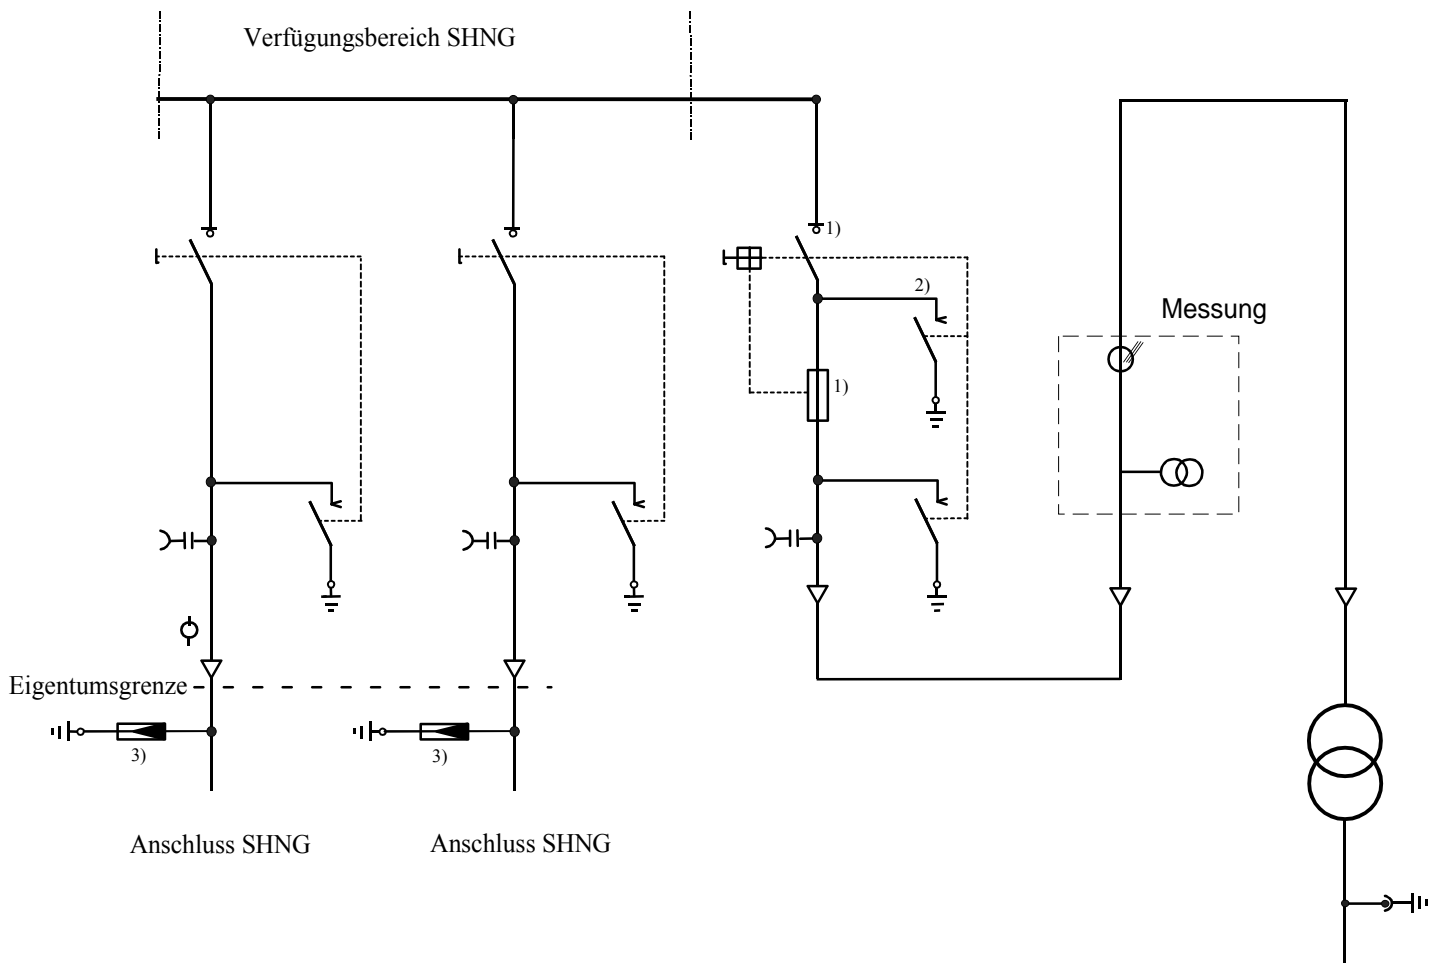 Verfügungsbereich SHNG
1)
2)
Messung
1)
Eigentumsgrenze
3)
3)
Anschluss SHNG
Anschluss SHNG